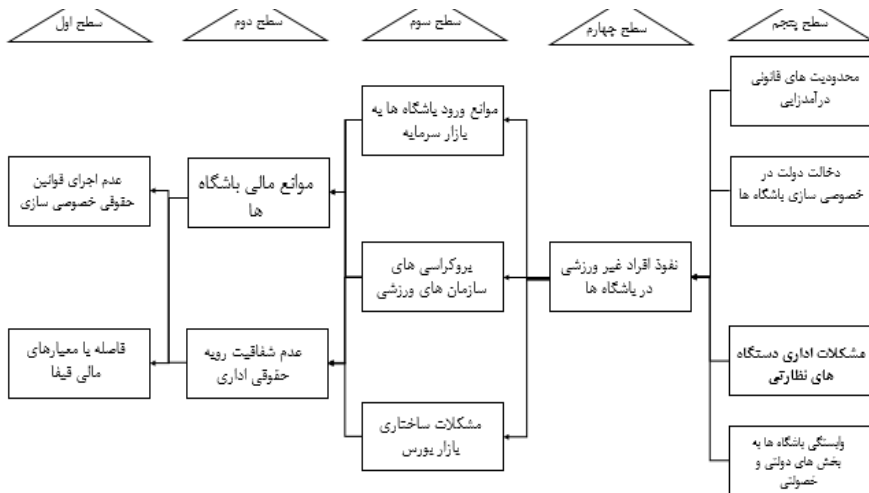 سطح پنجم
سطح چهارم
سطح سوم
سطح دوم
سطح اول
محدودیت های قانونی
درآمدزایی
دخالت دولت در
خصوصی سازی باشگاه ها
مشکلات اداری دستگاه
های نظارتی
وابستگی باشگاه ها به
بخش های دولتی و
خصولتی
نفوذ افراد غیر ورزشی
در باشگاه ها
موانع ورود باشگاه ها به
بازار سرمایه
بروکراسی های
سازمان های ورزشی
مشکلات ساختاری
بازار بورس
موانع مالی باشگاه
ها
عدم شفافیت رویه
حقوقی اداری
عدم اجرای قوانین
حقوقی خصوصی سازی
فاصله با معیارهای
مالی فیفا